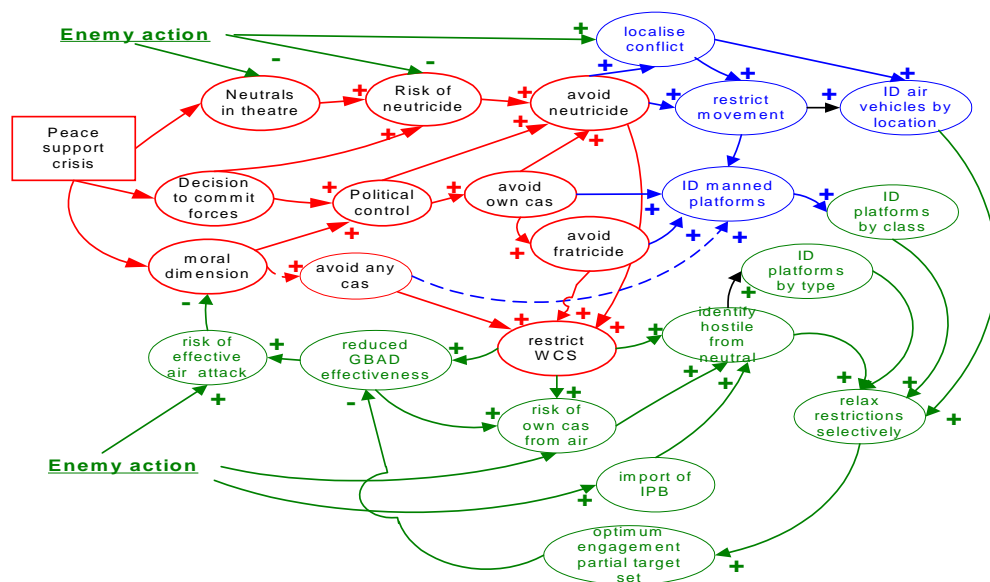 Enemy action
localise
conflict
Neutrals
in theatre
Risk of
neutricide
avoid
neutricide
restrict
movement
ID air
vehicles by
location
Peace
support
crisis
Decision
to commit
forces
Political
control
avoid
own cas
ID manned
platforms
ID
platforms
by class
moral
dimension
avoid any
cas
avoid
fratricide
ID
platforms
by type
risk of
effective
air attack
reduced
GBAD
effectiveness
restrict
WCS
identify
hostile
from
neutral
risk of
own cas
from air
relax
restrictions
selectively
Enemy action
import of
IPB
optimum
engagement
partial target
set